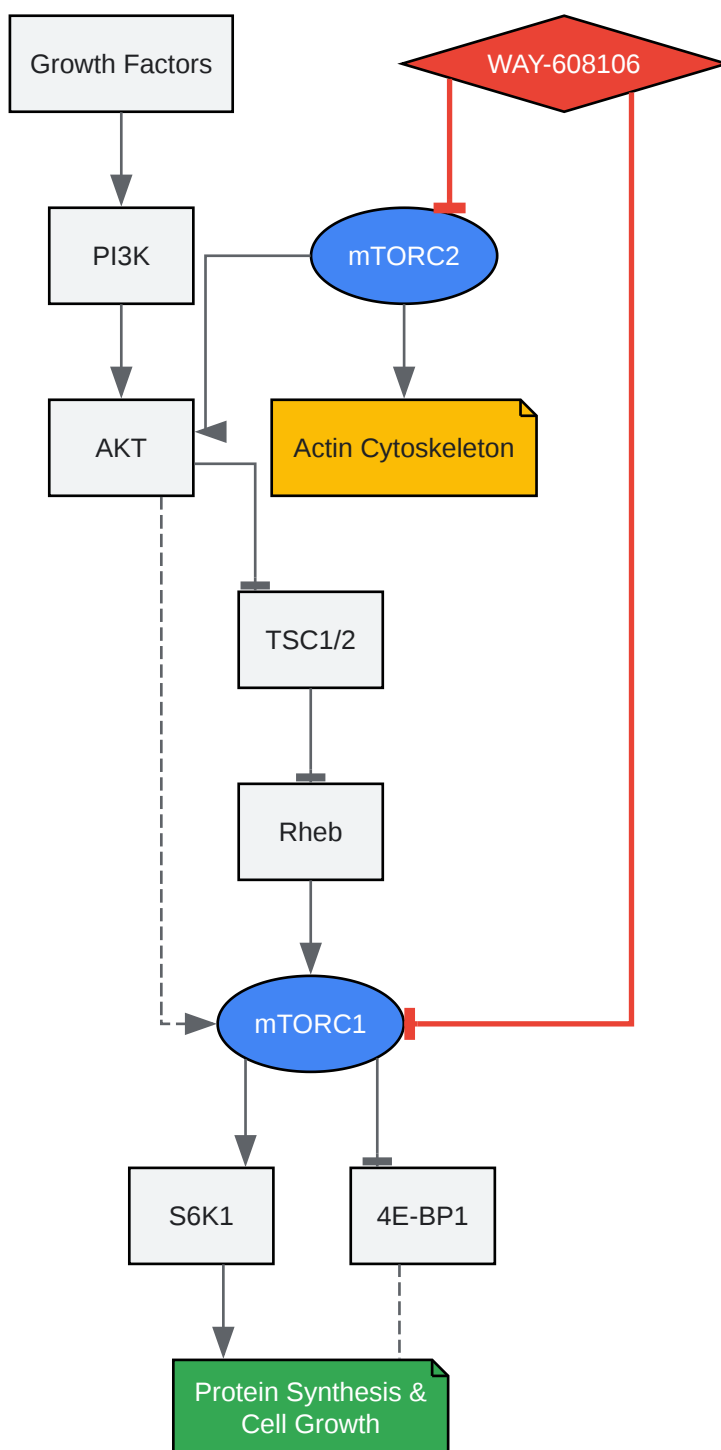 Growth Factors
WAY-608106
PI3K
mTORC2
AKT
Actin Cytoskeleton
TSC1/2
Rheb
mTORC1
S6K1
4E-BP1
Protein Synthesis &
Cell Growth